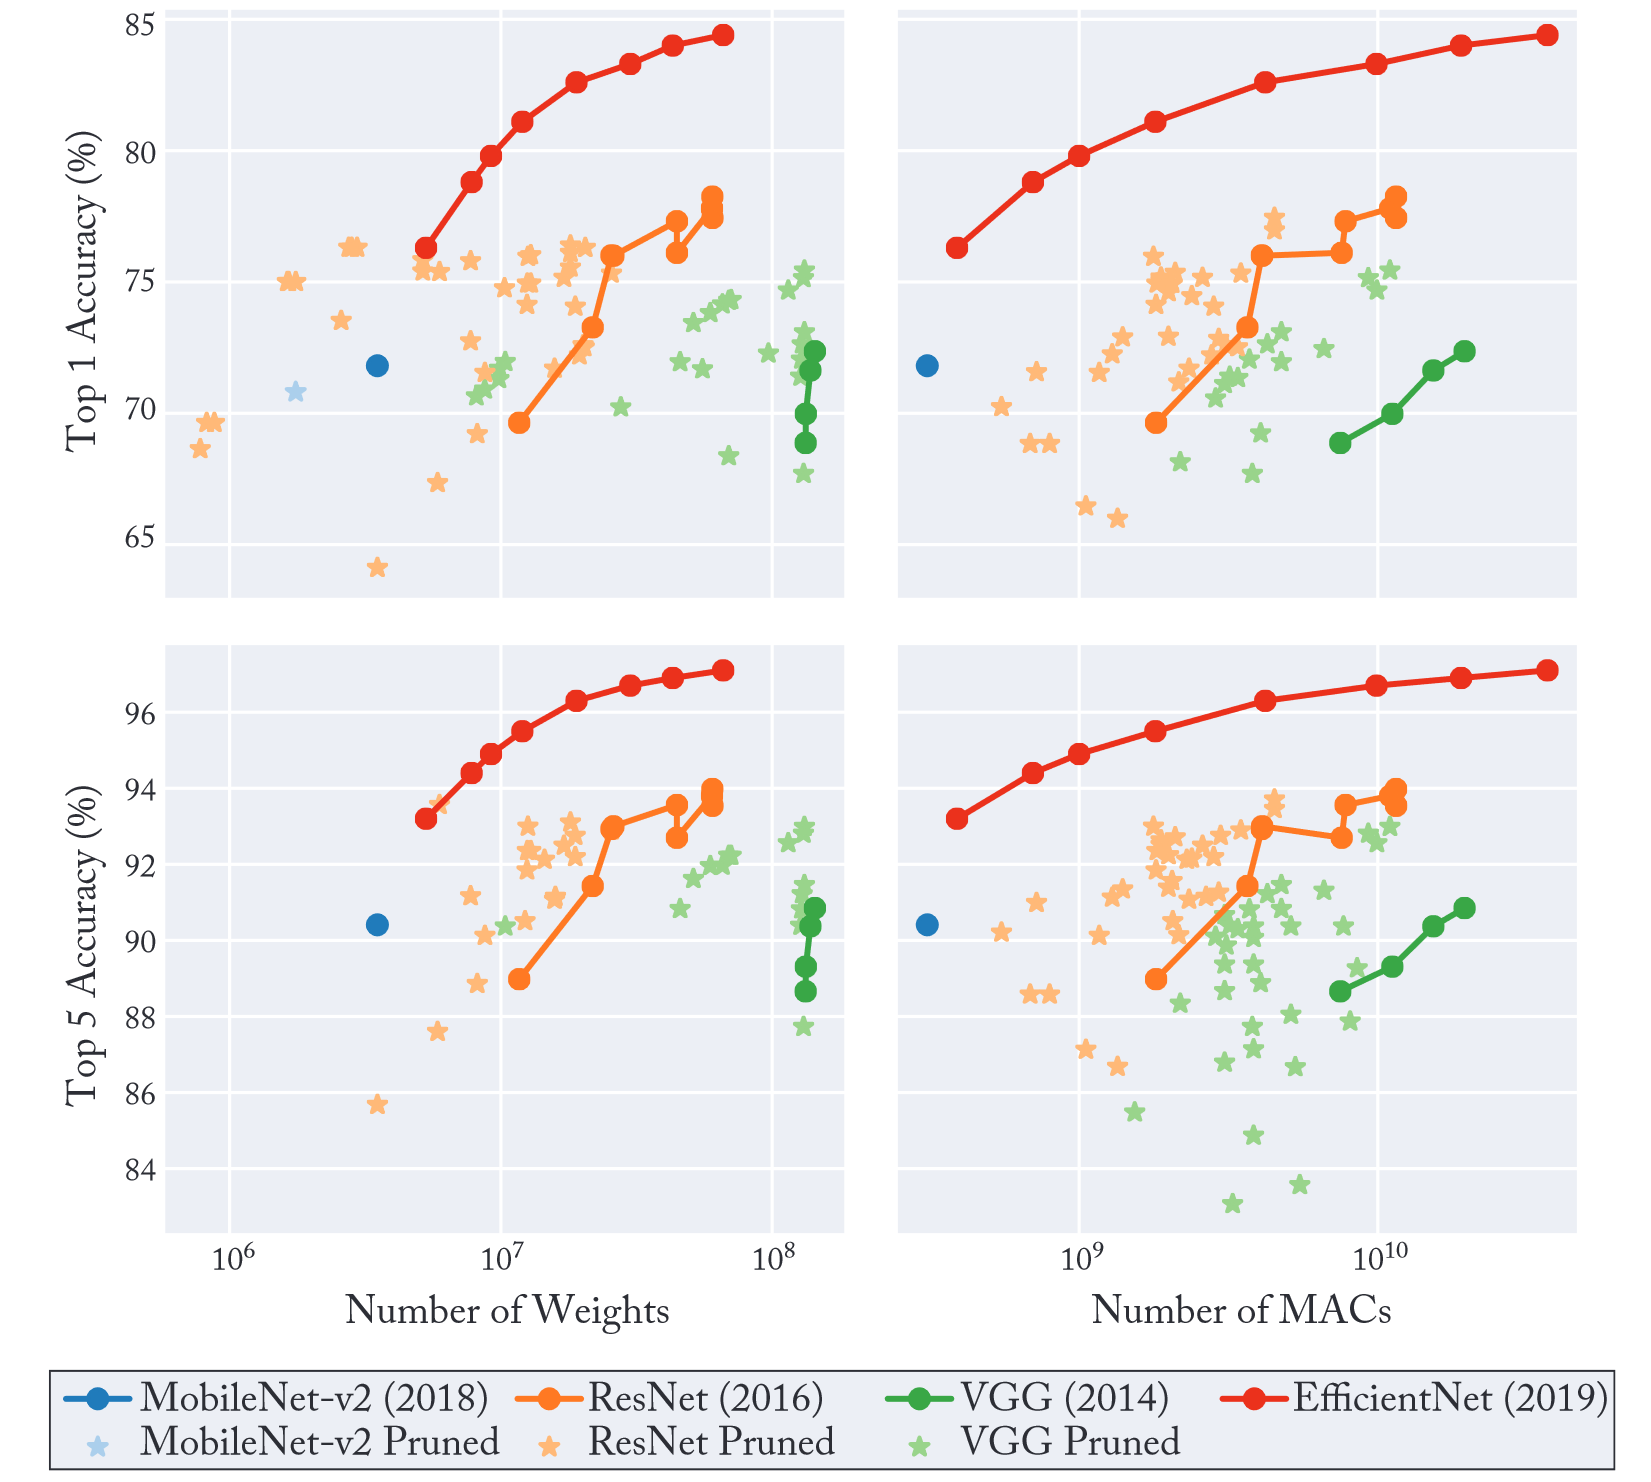 Top 1 Accuracy (%)
85
80
75
70
65
Top 5 Accuracy (%)
96
94
92
90
88
86
84
10⁶ 10⁷ 10⁸
10⁹ 10¹⁰
Number of Weights
Number of MACs
MobileNet-v2 (2018) ResNet (2016) VGG (2014) EfficientNet (2019)
MobileNet-v2 Pruned ResNet Pruned VGG Pruned